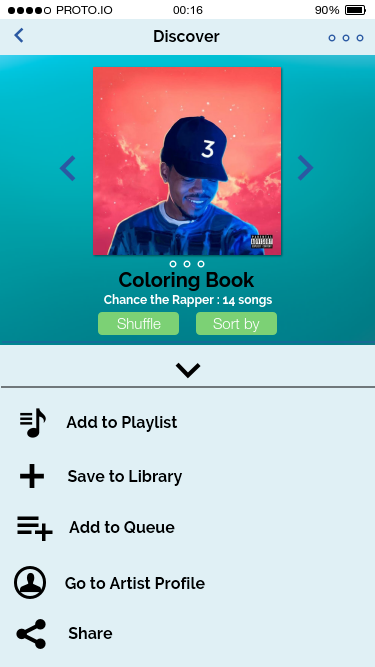 PROTO.IO 00:16 90%
Discover
3
Coloring Book
Chance the Rapper : 14 songs
Shuffle Sort by
Add to Playlist
Save to Library
Add to Queue
Go to Artist Profile
Share